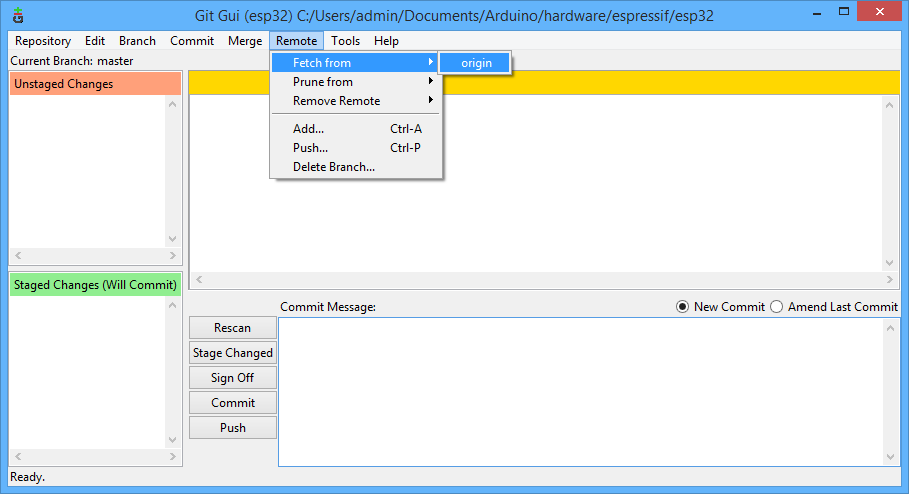 Git Gui (esp32) C:/Users/admin/Documents/Arduino/hardware/espressif/esp32
Repository Edit Branch Commit Merge Remote Tools Help
Current Branch: master
Fetch from
origin
Prune from
Remove Remote
Add... Ctrl-A
Push... Ctrl-P
Delete Branch...
Unstaged Changes
Staged Changes (Will Commit)
Commit Message:
New Commit
Amend Last Commit
Rescan
Stage Changed
Sign Off
Commit
Push
Ready.